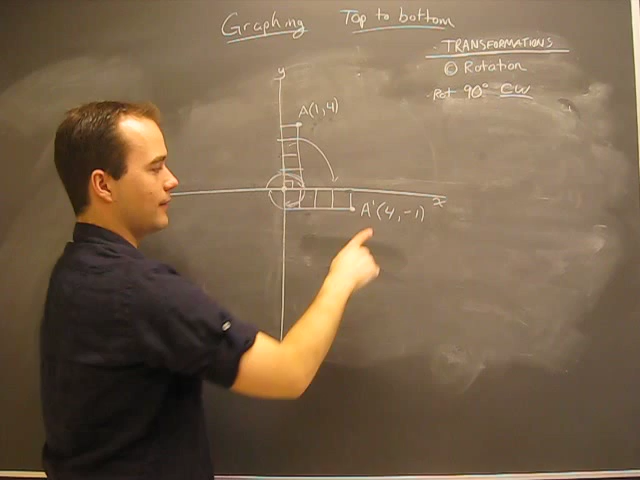 Graphing Top to bottom
TRANSFORMATIONS
© Rotation
Rot 90° CW
y
A(1,4)
x
A'(4,-1)